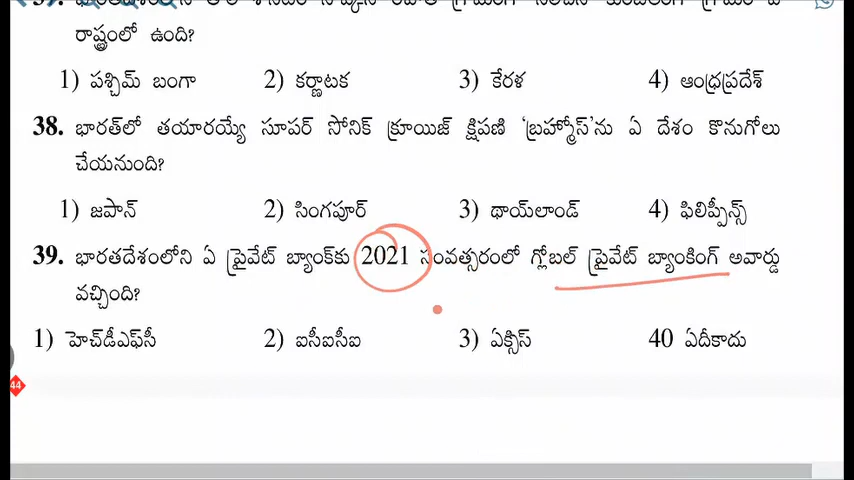 రాష్ట్రంలో ఉంది?
1) పశ్చిమ్ బంగా 2) కర్ణాటక 3) కేరళ 4) ఆంధ్రప్రదేశ్
38. భారత్‌లో తయారయ్యే సూపర్ సోనిక్ క్రూయిజ్ క్షిపణి ‘బ్రహ్మోస్’ను ఏ దేశం కొనుగోలు
చేయనుంది?
1) జపాన్ 2) సింగపూర్ 3) థాయ్‌లాండ్ 4) ఫిలిప్పీన్స్
39. భారతదేశంలోని ఏ ప్రైవేట్ బ్యాంక్‌కు 2021 సంవత్సరంలో గ్లోబల్ ప్రైవేట్ బ్యాంకింగ్ అవార్డు
వచ్చింది?
1) హెచ్‌డీఎఫ్‌సీ 2) ఐసీఐసీఐ 3) ఏక్సిస్ 40 ఏదీకాదు
44